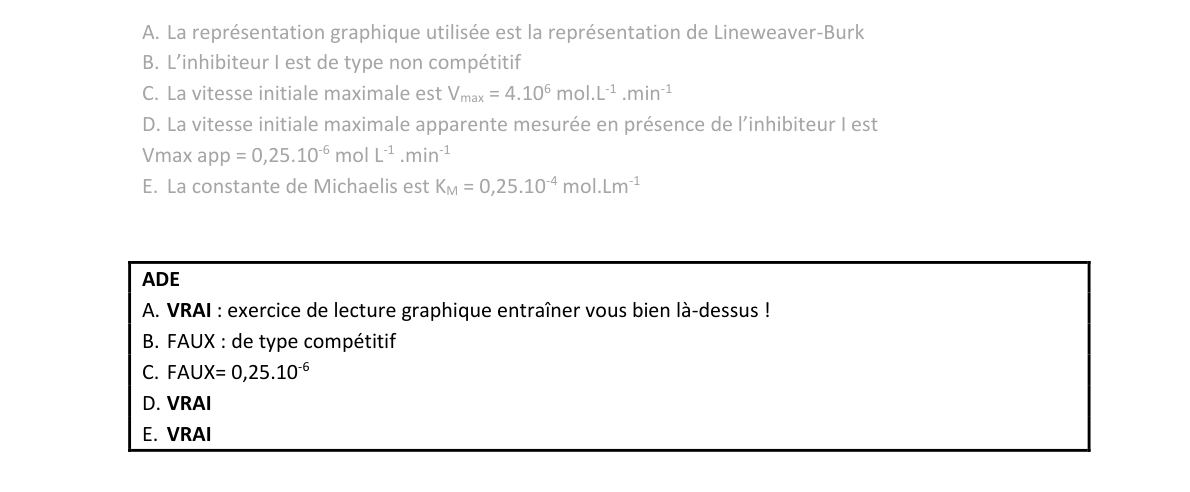 A. La représentation graphique utilisée est la représentation de Lineweaver-Burk
B. L’inhibiteur I est de type non compétitif
C. La vitesse initiale maximale est Vmax = 4.10⁶ mol.L⁻¹ .min⁻¹
D. La vitesse initiale maximale apparente mesurée en présence de l’inhibiteur I est
Vmax app = 0,25.10⁻⁶ mol L⁻¹ .min⁻¹
E. La constante de Michaelis est KM = 0,25.10⁻⁴ mol.Lm⁻¹
ADE
A. VRAI : exercice de lecture graphique entraîner vous bien là-dessus !
B. FAUX : de type compétitif
C. FAUX= 0,25.10⁻⁶
D. VRAI
E. VRAI